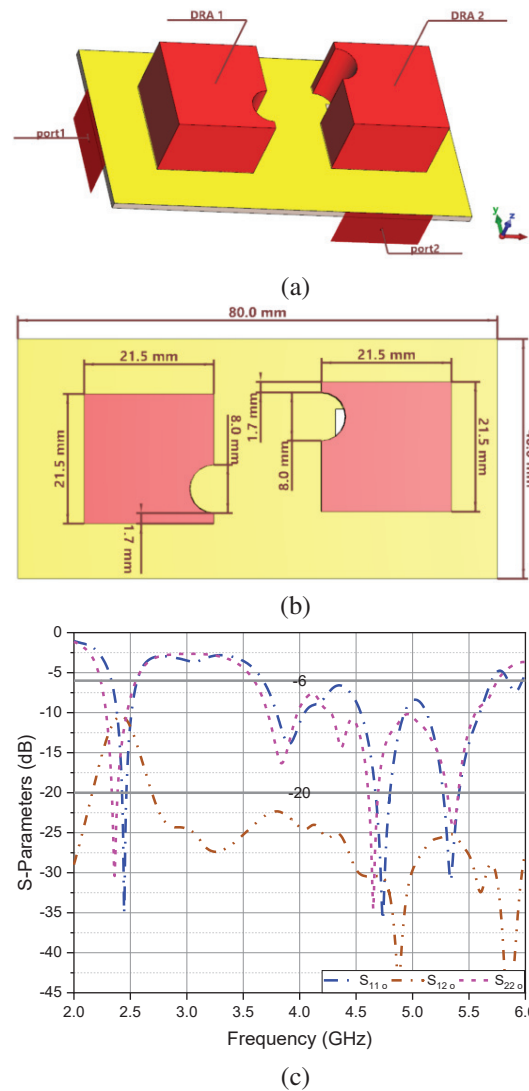 DRA 1
DRA 2
port1
port2
y
z
(a)
80.0 mm
21.5 mm
21.5 mm
1.7 mm
8.0 mm
21.5 mm
8.0 mm
21.5 mm
1.7 mm
(b)
0
-5
-6
-10
-15
-20
-20
-25
-30
-35
-40
-45
S-Parameters (dB)
2.0 2.5 3.0 3.5 4.0 4.5 5.0 5.5 6.0
S11 o S12 o S22 o
Frequency (GHz)
(c)